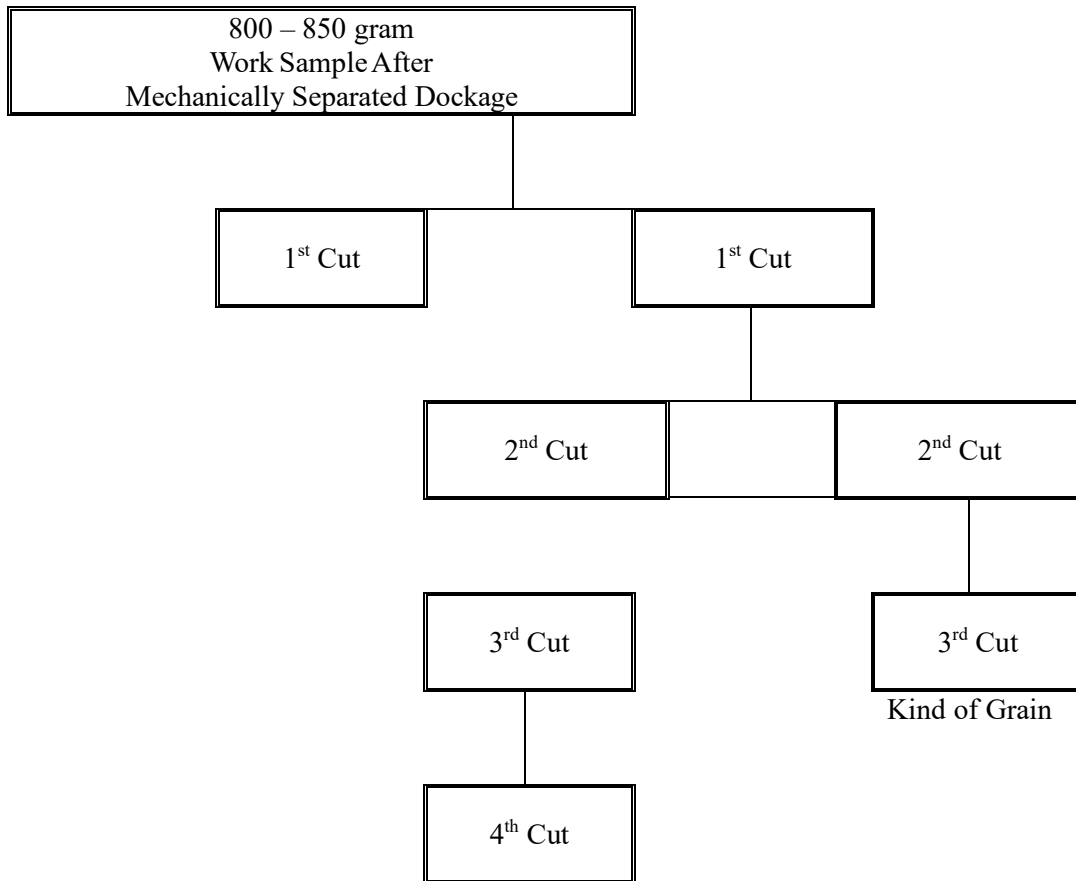 800 – 850 gram
Work Sample After
Mechanically Separated Dockage
1st Cut
1st Cut
2nd Cut
2nd Cut
3rd Cut
3rd Cut
Kind of Grain
4th Cut